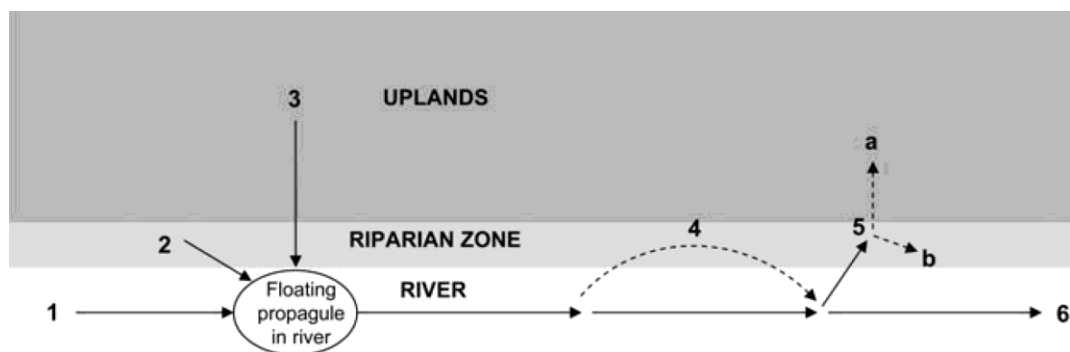 3
UPLANDS
a
2
RIPARIAN ZONE
4
5
b
1
Floating
propagule
in river
RIVER
6